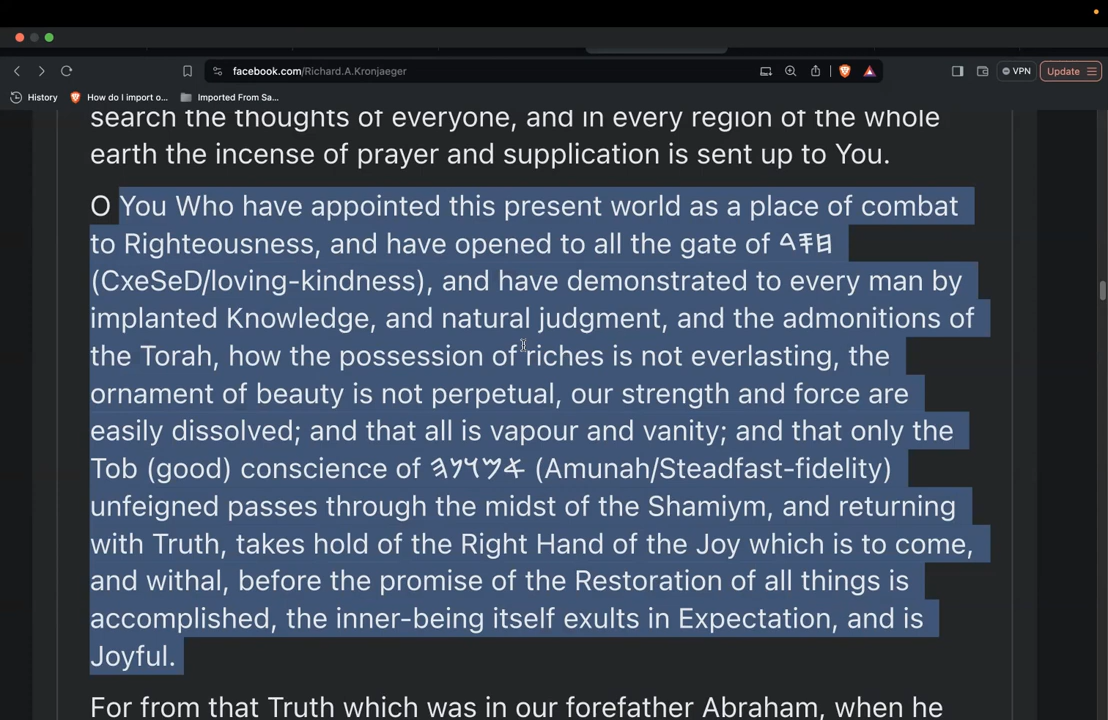 facebook.com/Richard.A.Kronjaeger
VPN
Update
History
How do I import o...
Imported From Sa...
search the thoughts of everyone, and in every region of the whole
earth the incense of prayer and supplication is sent up to You.
O You Who have appointed this present world as a place of combat
to Righteousness, and have opened to all the gate of 𐤇𐤎𐤃
(CxeSeD/loving-kindness), and have demonstrated to every man by
implanted Knowledge, and natural judgment, and the admonitions of
the Torah, how the possession of riches is not everlasting, the
ornament of beauty is not perpetual, our strength and force are
easily dissolved; and that all is vapour and vanity; and that only the
Tob (good) conscience of 𐤀𐤌𐤅𐤍𐤄 (Amunah/Steadfast-fidelity)
unfeigned passes through the midst of the Shamiym, and returning
with Truth, takes hold of the Right Hand of the Joy which is to come,
and withal, before the promise of the Restoration of all things is
accomplished, the inner-being itself exults in Expectation, and is
Joyful.
For from that Truth which was in our forefather Abraham, when he